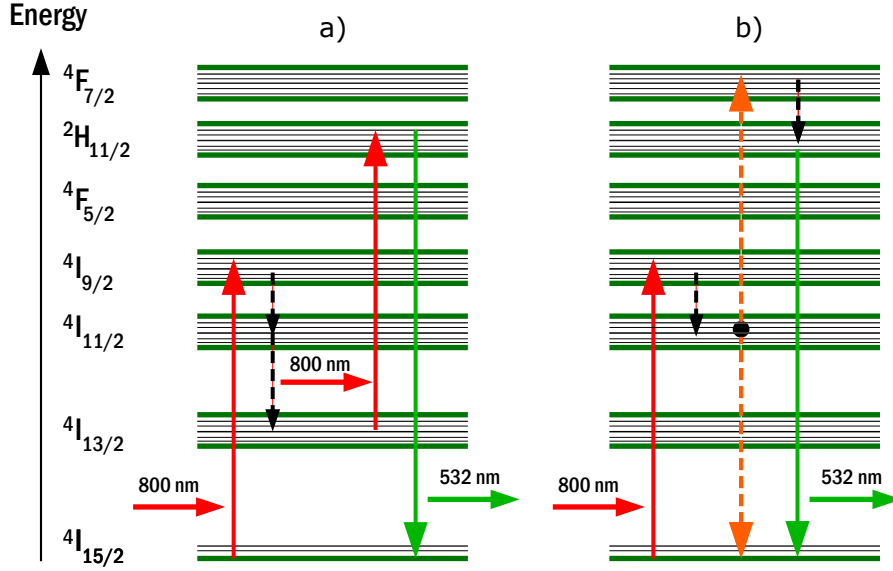 Energy
a)
b)
⁴F₇/₂
²H₁₁/₂
⁴F₅/₂
⁴I₉/₂
⁴I₁₁/₂
800 nm
⁴I₁₃/₂
800 nm
532 nm
800 nm
532 nm
⁴I₁₅/₂